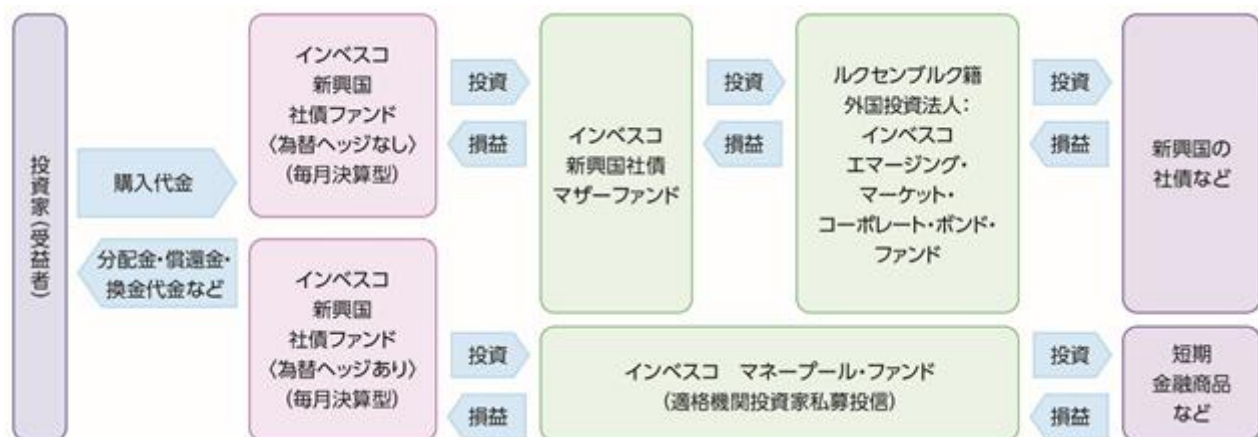 投資家(受益者)
購入代金
分配金・償還金・
換金代金など
インベスコ
新興国
社債ファンド
〈為替ヘッジなし〉
(毎月決算型)
インベスコ
新興国
社債ファンド
〈為替ヘッジあり〉
(毎月決算型)
投資
損益
インベスコ
新興国社債
マザーファンド
投資
損益
ルクセンブルク籍
外国投資法人:
インベスコ
エマージング・
マーケット・
コーポレート・ボンド・
ファンド
投資
損益
新興国の
社債など
投資
損益
インベスコ　マネープール・ファンド
(適格機関投資家私募投信)
投資
損益
短期
金融商品
など